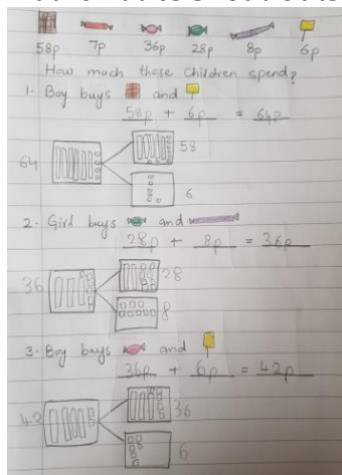 58p 7p 36p 28p 8p 6p
How much those children spend?
1- Boy buys and
58p + 6p = 64p
64
58
6
2- Girl buys and
28p + 8p = 36p
36
28
8
3- Boy buys and
36p + 6p = 42p
42
36
6